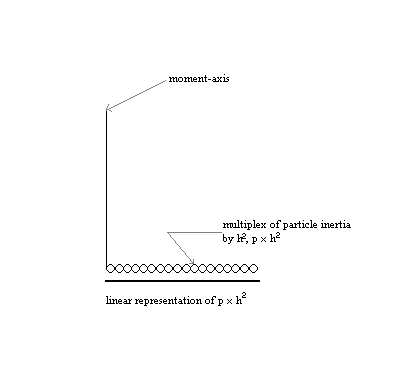 moment-axis
multiplex of particle inertia
by h², p × h²
linear representation of p × h²